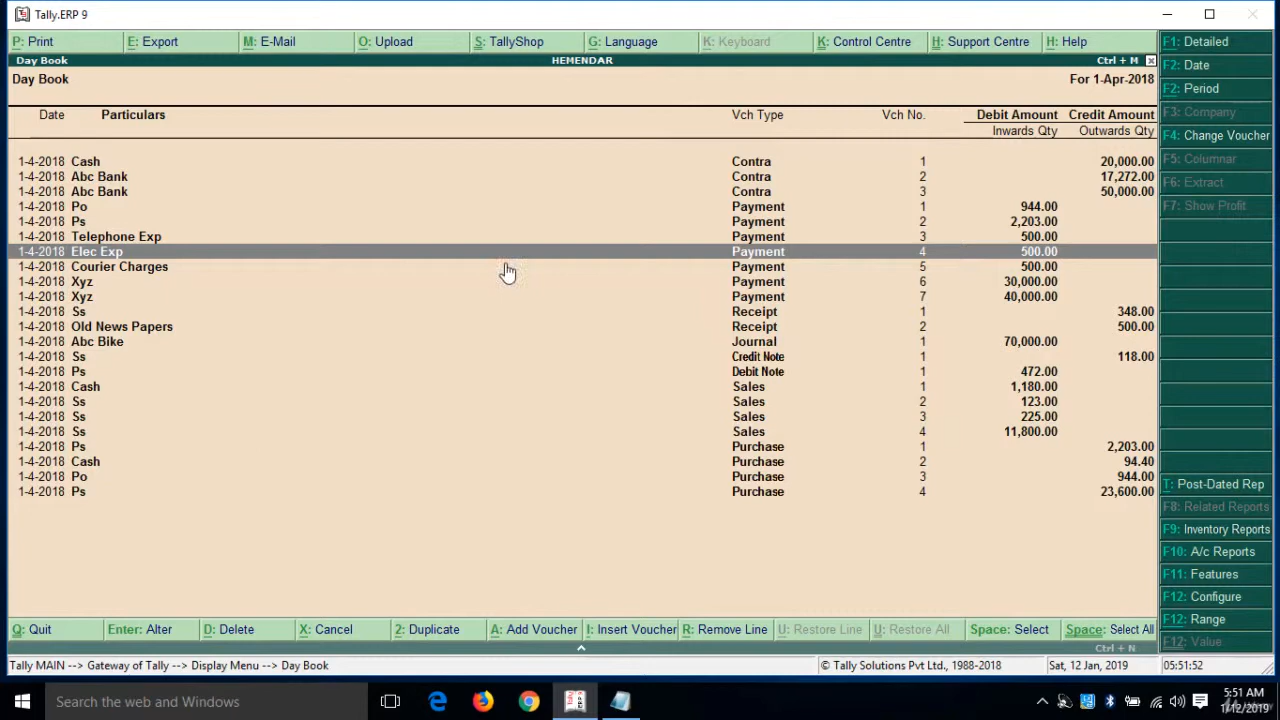 Tally.ERP 9
P: Print E: Export M: E-Mail O: Upload S: TallyShop G: Language K: Keyboard K: Control Centre H: Support Centre H: Help
Day Book HEMENDAR Ctrl + M
Day Book For 1-Apr-2018
Date Particulars Vch Type Vch No. Debit Amount Credit Amount
Inwards Qty Outwards Qty
1-4-2018 Cash Contra 1 20,000.00
1-4-2018 Abc Bank Contra 2 17,272.00
1-4-2018 Abc Bank Contra 3 50,000.00
1-4-2018 Po Payment 1 944.00
1-4-2018 Ps Payment 2 2,203.00
1-4-2018 Telephone Exp Payment 3 500.00
1-4-2018 Elec Exp Payment 4 500.00
1-4-2018 Courier Charges Payment 5 500.00
1-4-2018 Xyz Payment 6 30,000.00
1-4-2018 Xyz Payment 7 40,000.00
1-4-2018 Ss Receipt 1 348.00
1-4-2018 Old News Papers Receipt 2 500.00
1-4-2018 Abc Bike Journal 1 70,000.00
1-4-2018 Ss Credit Note 1 118.00
1-4-2018 Ps Debit Note 1 472.00
1-4-2018 Cash Sales 1 1,180.00
1-4-2018 Ss Sales 2 123.00
1-4-2018 Ss Sales 3 225.00
1-4-2018 Ss Sales 4 11,800.00
1-4-2018 Ps Purchase 1 2,203.00
1-4-2018 Cash Purchase 2 94.40
1-4-2018 Po Purchase 3 944.00
1-4-2018 Ps Purchase 4 23,600.00
F1: Detailed
F2: Date
F2: Period
F3: Company
F4: Change Voucher
F5: Columnar
F6: Extract
F7: Show Profit
T: Post-Dated Rep
F8: Related Reports
F9: Inventory Reports
F10: A/c Reports
F11: Features
F12: Configure
F12: Range
F12: Value
Q: Quit Enter: Alter D: Delete X: Cancel 2: Duplicate A: Add Voucher I: Insert Voucher R: Remove Line U: Restore Line U: Restore All Space: Select Space: Select All
Ctrl + N
Tally MAIN --> Gateway of Tally --> Display Menu --> Day Book © Tally Solutions Pvt Ltd., 1988-2018 Sat, 12 Jan, 2019 05:51:52
Search the web and Windows 5:51 AM
1/12/2019